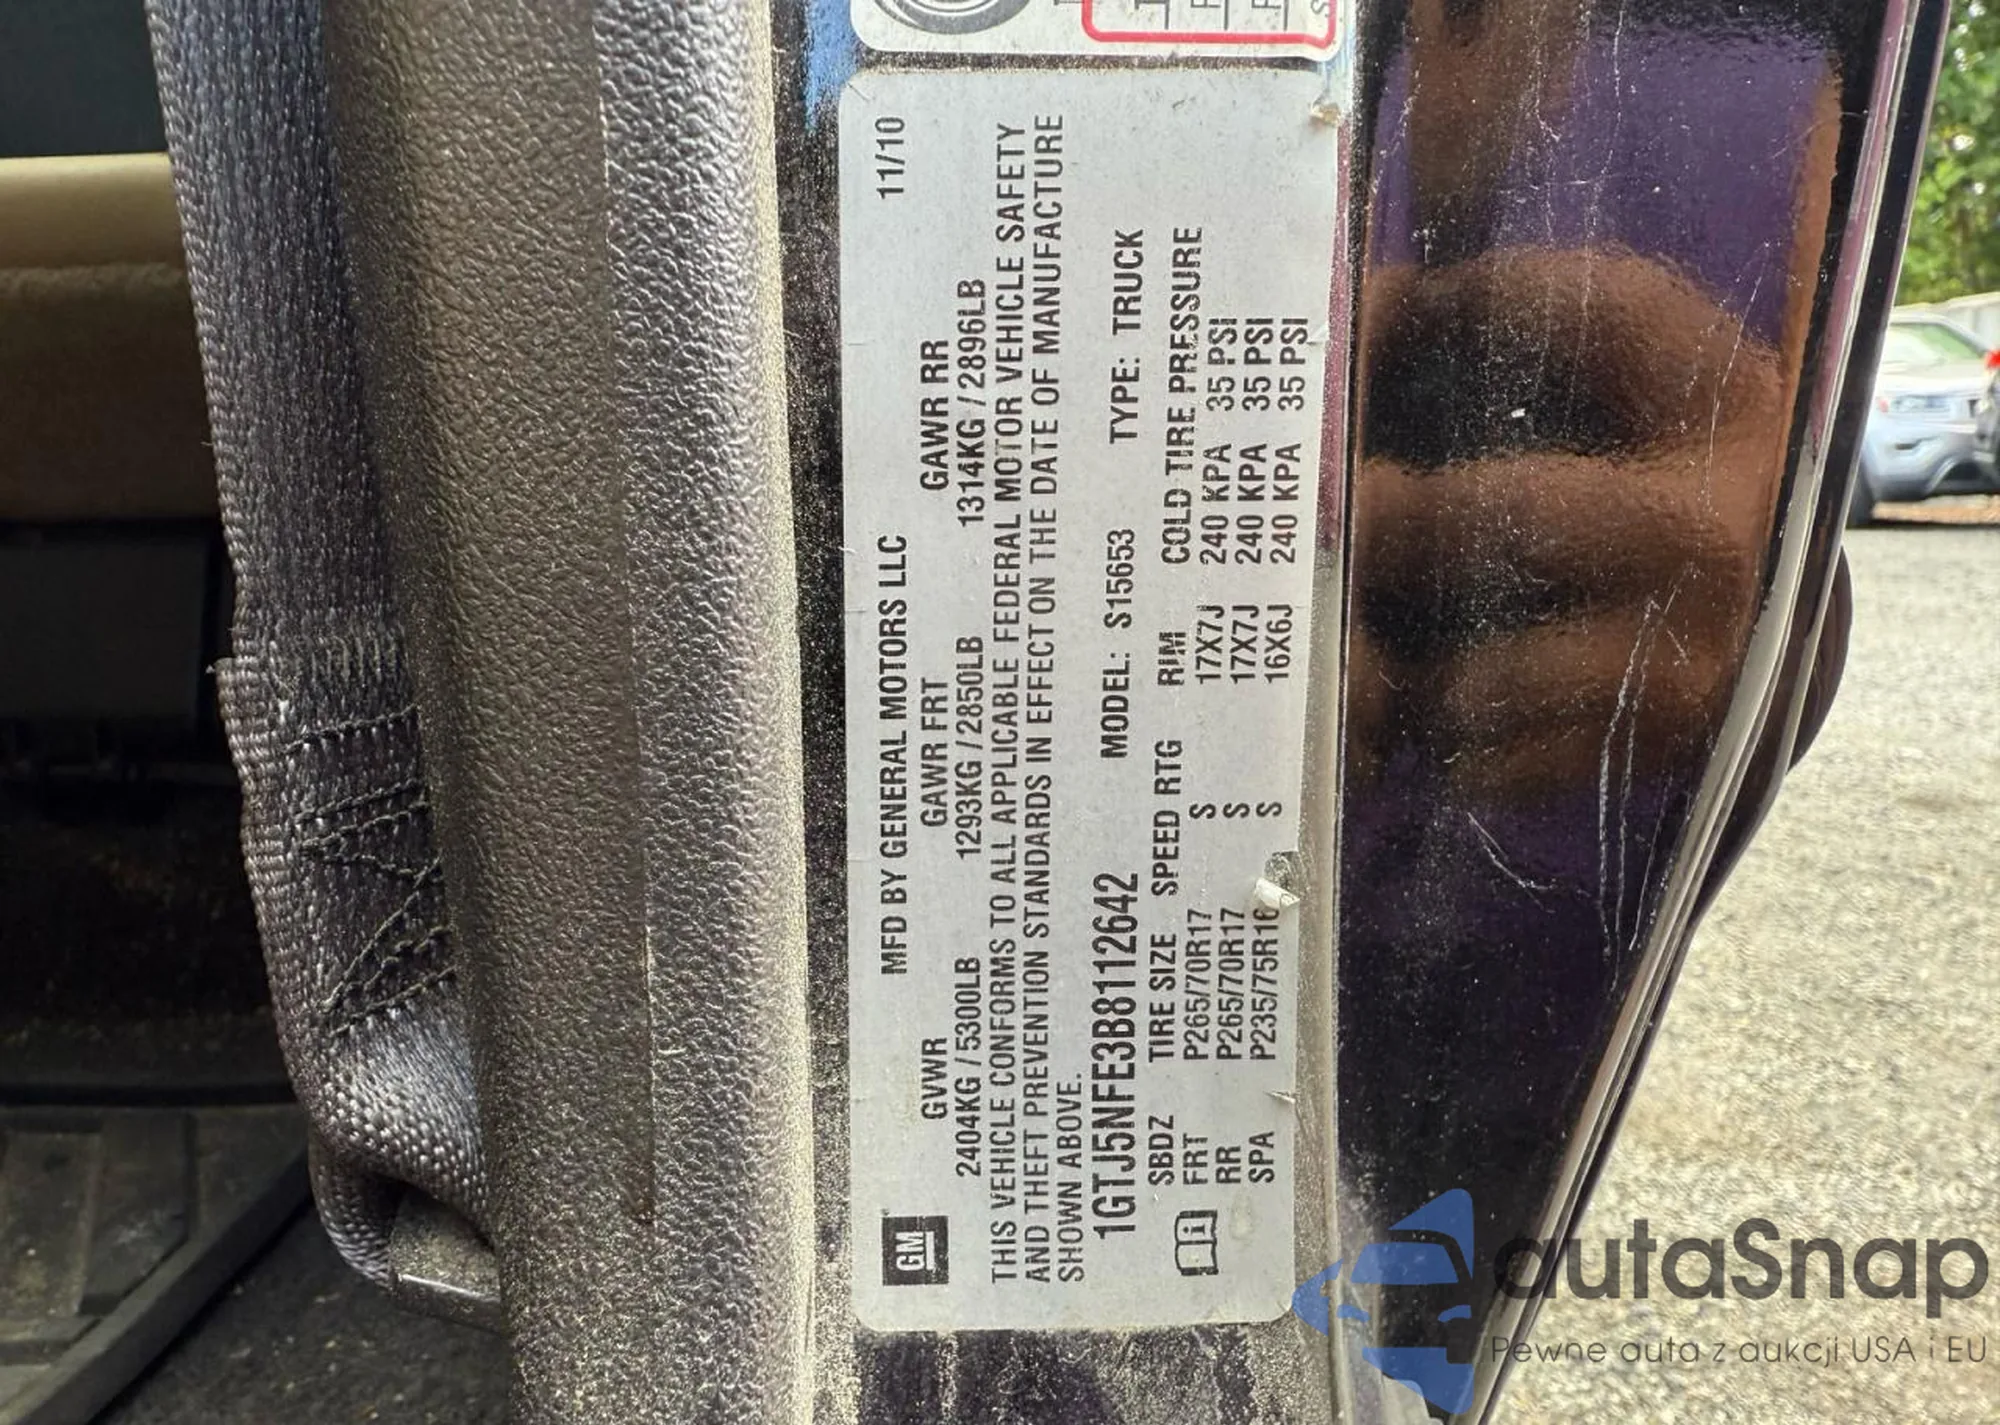 MFD BY GENERAL MOTORS LLC 11/10
GVWR GAWR FRT GAWR RR
2404KG / 5300LB 1293KG / 2850LB 1314KG / 2896LB
THIS VEHICLE CONFORMS TO ALL APPLICABLE FEDERAL MOTOR VEHICLE SAFETY
AND THEFT PREVENTION STANDARDS IN EFFECT ON THE DATE OF MANUFACTURE
SHOWN ABOVE.
1GTJ5NFE3B8112642 MODEL: S15653 TYPE: TRUCK
SBDZ TIRE SIZE SPEED RTG RIM COLD TIRE PRESSURE
FRT P265/70R17 S 17X7J 240 KPA 35 PSI
RR P265/70R17 S 17X7J 240 KPA 35 PSI
SPA P235/75R16 S 16X6J 240 KPA 35 PSI
GM
autaSnap
Pewne auta z aukcji USA i EU